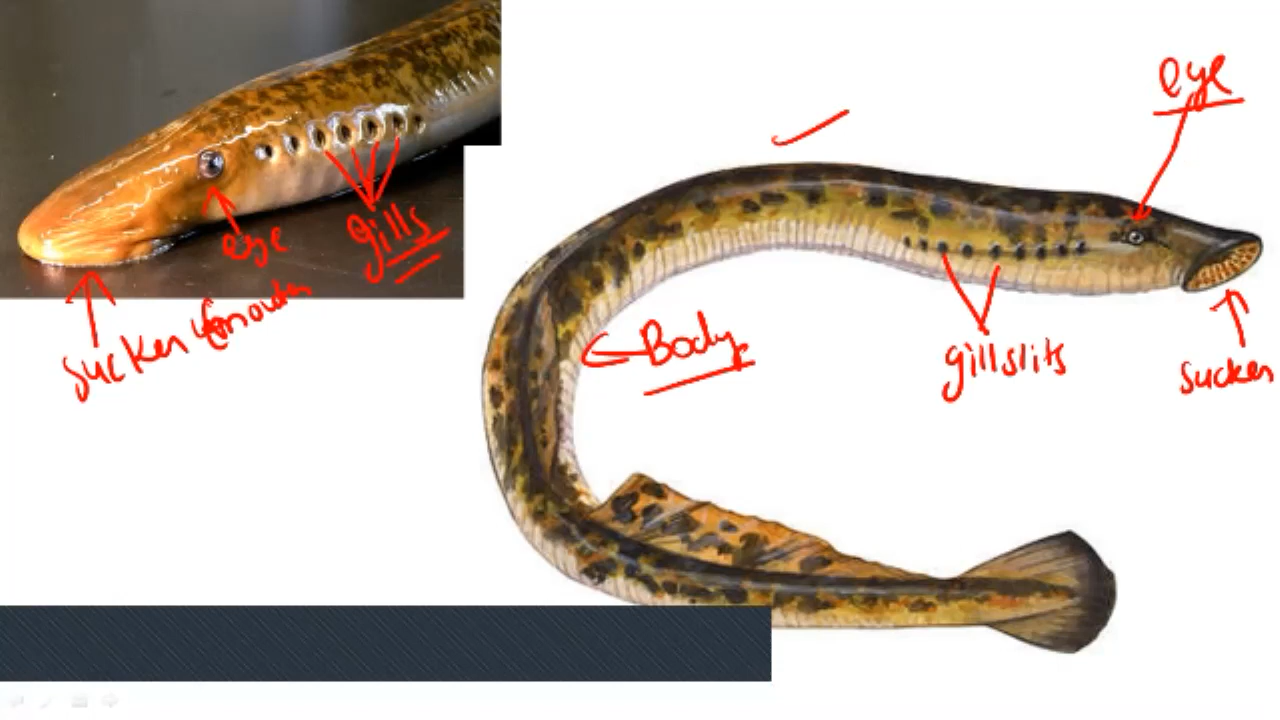 eye
gills
eye
sucker
Body
gillslits
sucker